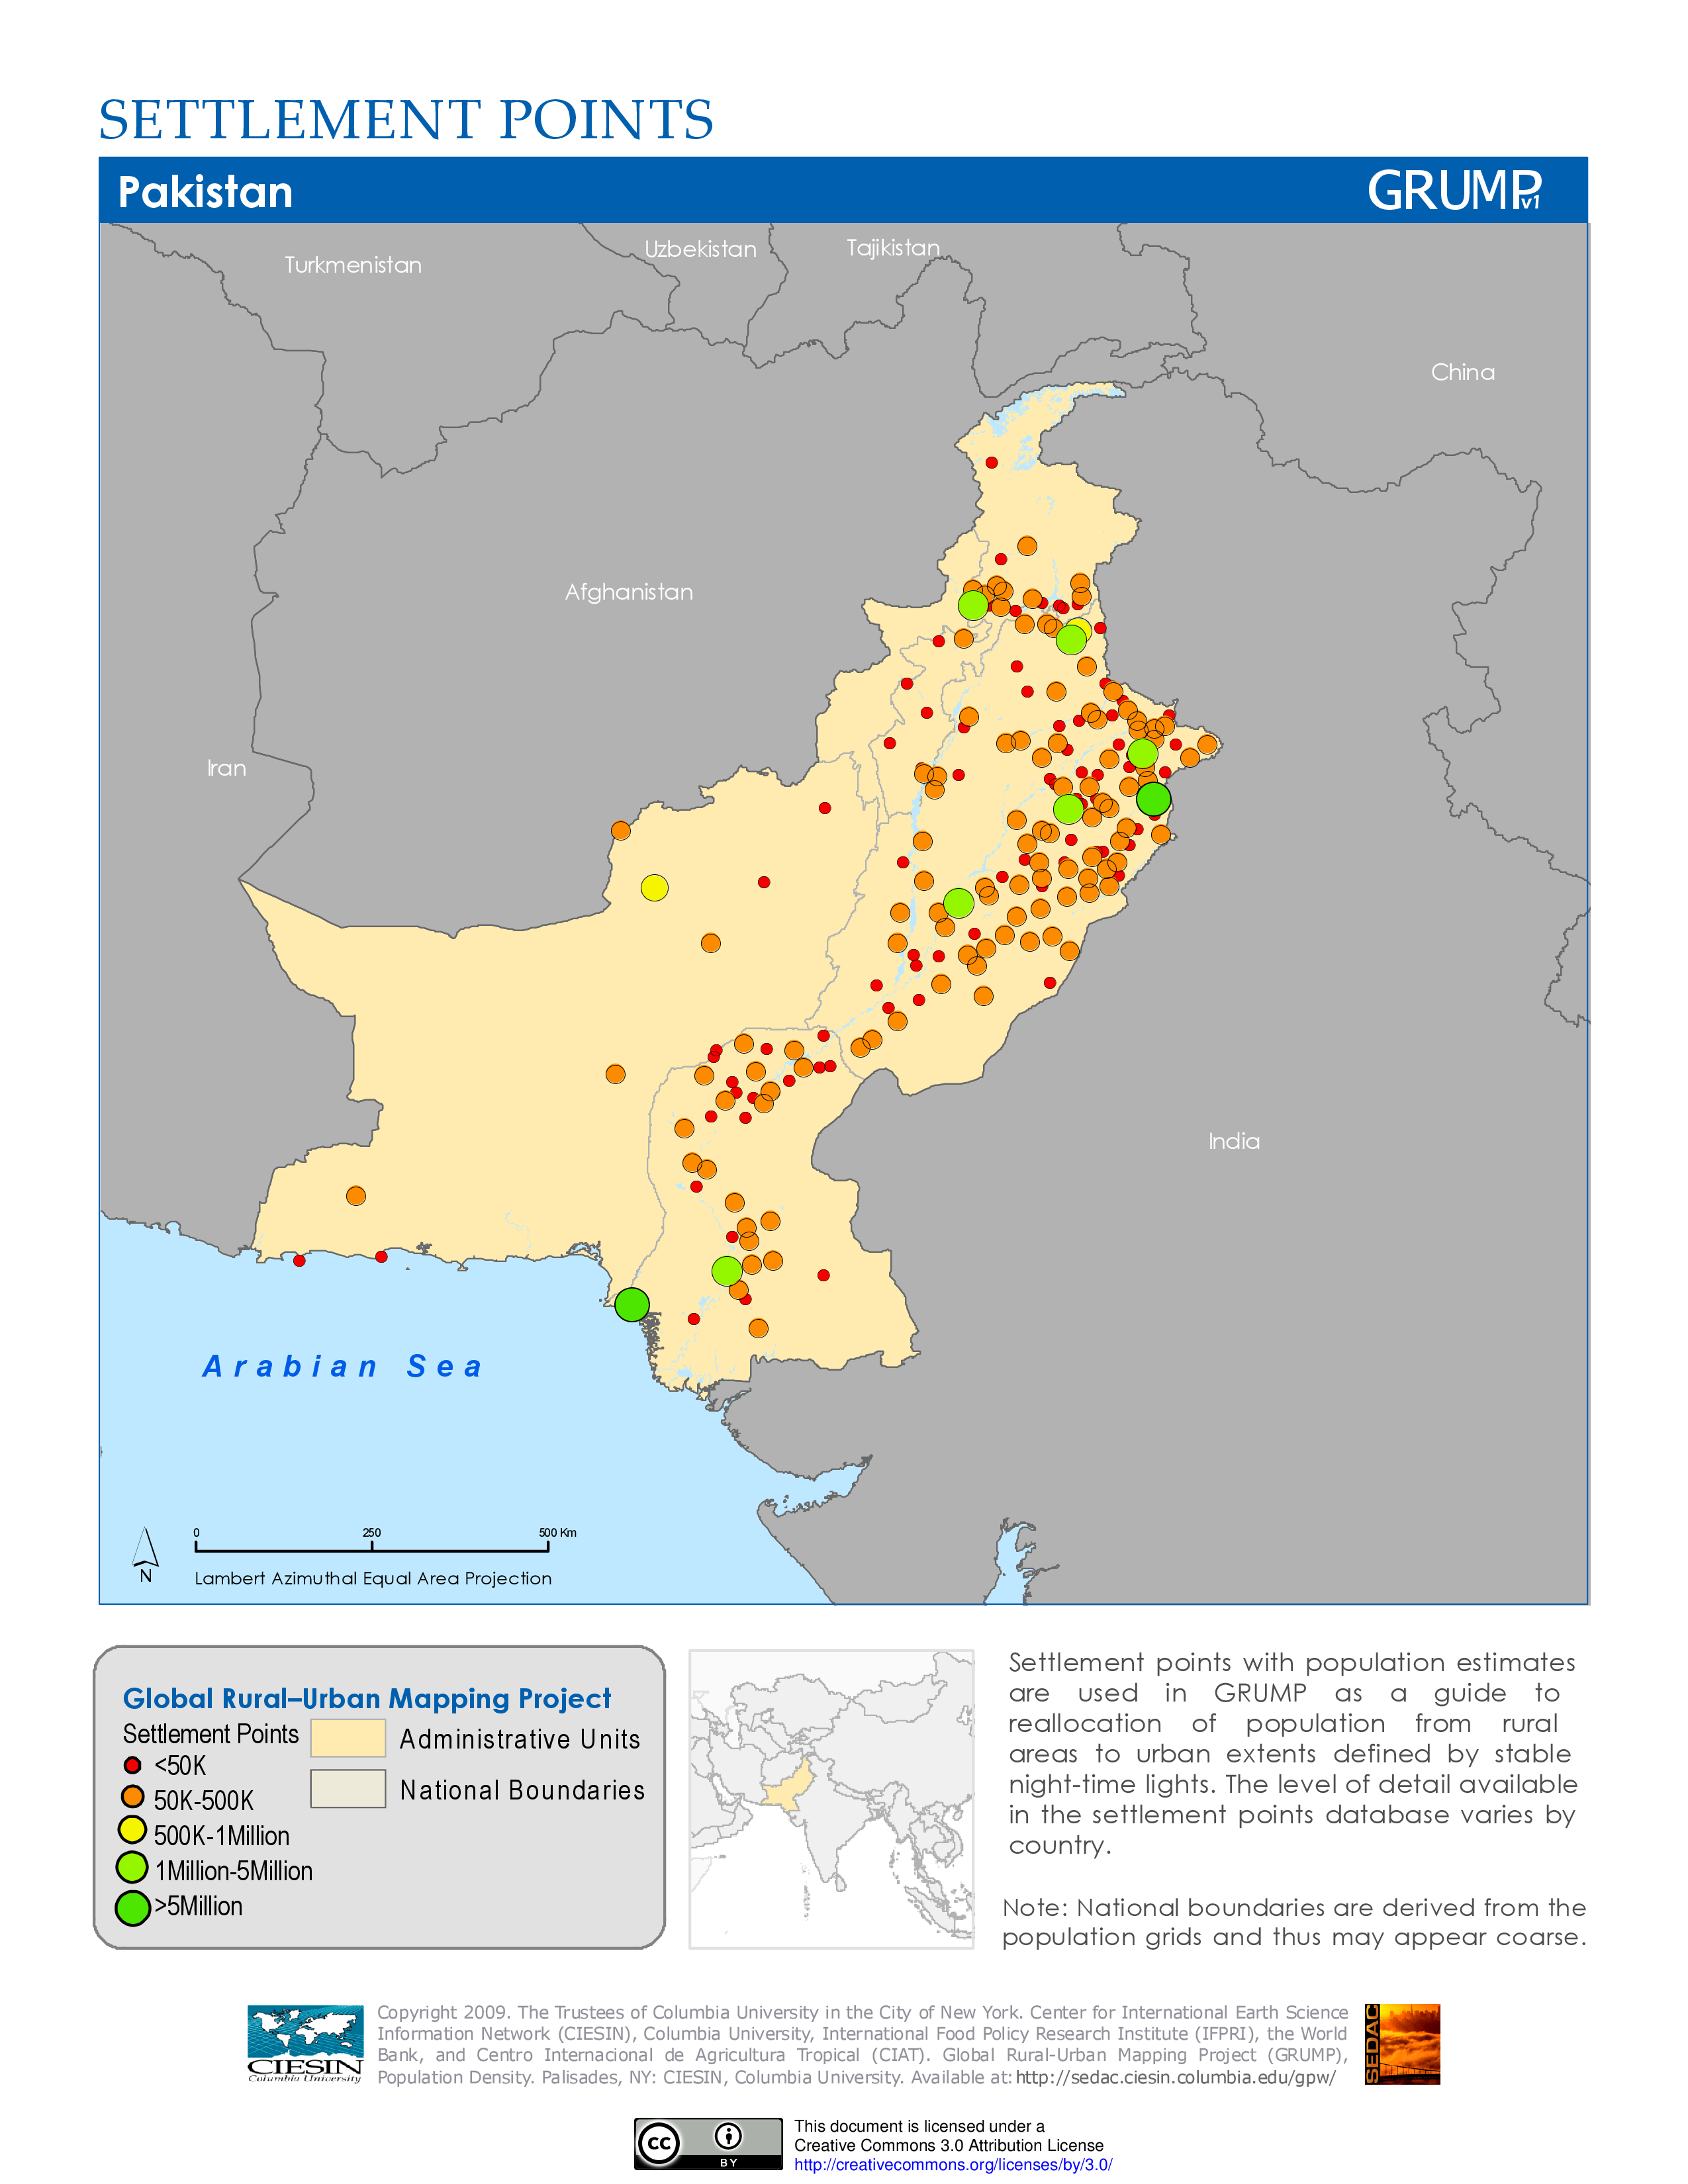 SETTLEMENT POINTS
Pakistan
GRUMP v1
Turkmenistan
Uzbekistan
Tajikistan
China
Afghanistan
Iran
India
Arabian Sea
0 250 500 Km
N
Lambert Azimuthal Equal Area Projection
Global Rural–Urban Mapping Project
Settlement Points
<50K
50K-500K
500K-1Million
1Million-5Million
>5Million
Administrative Units
National Boundaries
Settlement points with population estimates
are used in GRUMP as a guide to
reallocation of population from rural
areas to urban extents defined by stable
night-time lights. The level of detail available
in the settlement points database varies by
country.
Note: National boundaries are derived from the
population grids and thus may appear coarse.
CIESIN
Columbia University
Copyright 2009. The Trustees of Columbia University in the City of New York. Center for International Earth Science
Information Network (CIESIN), Columbia University, International Food Policy Research Institute (IFPRI), the World
Bank, and Centro Internacional de Agricultura Tropical (CIAT). Global Rural-Urban Mapping Project (GRUMP),
Population Density. Palisades, NY: CIESIN, Columbia University. Available at: http://sedac.ciesin.columbia.edu/gpw/
SEDAC
cc
BY
This document is licensed under a
Creative Commons 3.0 Attribution License
http://creativecommons.org/licenses/by/3.0/